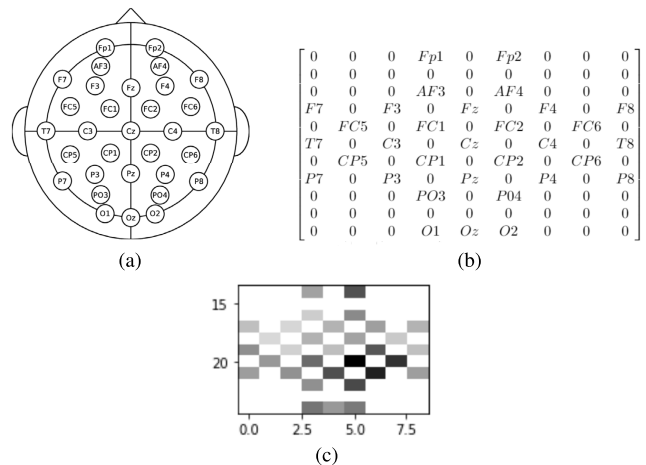 Fp1 Fp2
AF3 AF4
F7 F3 Fz F4 F8
FC5 FC1 FC2 FC6
T7 C3 Cz C4 T8
CP5 CP1 CP2 CP6
P7 P3 Pz P4 P8
PO3 PO4
O1 Oz O2
(a)
0 0 0 Fp1 0 Fp2 0 0 0
0 0 0 0 0 0 0 0 0
0 0 0 AF3 0 AF4 0 0 0
F7 0 F3 0 Fz 0 F4 0 F8
0 FC5 0 FC1 0 FC2 0 FC6 0
T7 0 C3 0 Cz 0 C4 0 T8
0 CP5 0 CP1 0 CP2 0 CP6 0
P7 0 P3 0 Pz 0 P4 0 P8
0 0 0 PO3 0 P04 0 0 0
0 0 0 0 0 0 0 0 0
0 0 0 O1 Oz O2 0 0 0
(b)
15
20
0.0 2.5 5.0 7.5
(c)